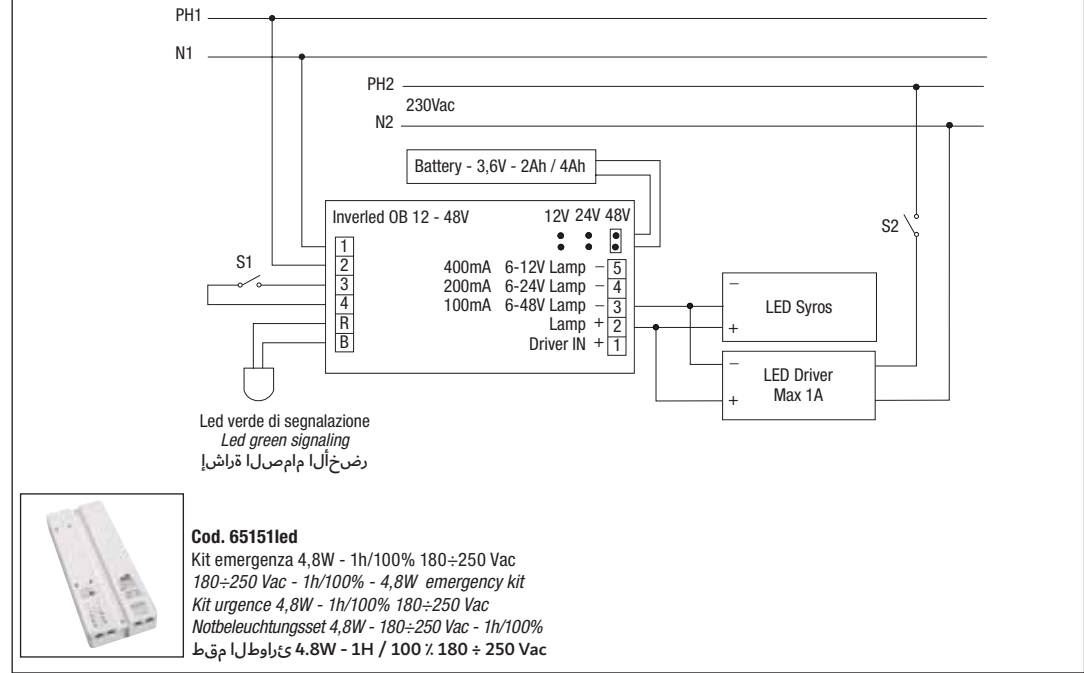 PH1
N1
PH2
230Vac
N2
Battery - 3,6V - 2Ah / 4Ah
Inverled OB 12 - 48V
12V 24V 48V
S1
S2
1
2
3
4
R
B
400mA 6-12V Lamp – 5
200mA 6-24V Lamp – 4
100mA 6-48V Lamp – 3
Lamp + 2
Driver IN + 1
–
LED Syros
+
–
LED Driver
Max 1A
+
Led verde di segnalazione
Led green signaling
إشارة الصمام الأخضر
Cod. 65151led
Kit emergenza 4,8W - 1h/100% 180÷250 Vac
180÷250 Vac - 1h/100% - 4,8W emergency kit
Kit urgence 4,8W - 1h/100% 180÷250 Vac
Notbeleuchtungsset 4,8W - 180÷250 Vac - 1h/100%
طقم الطوارئ 4.8W - 1H / 100 ٪ 180 ÷ 250 Vac